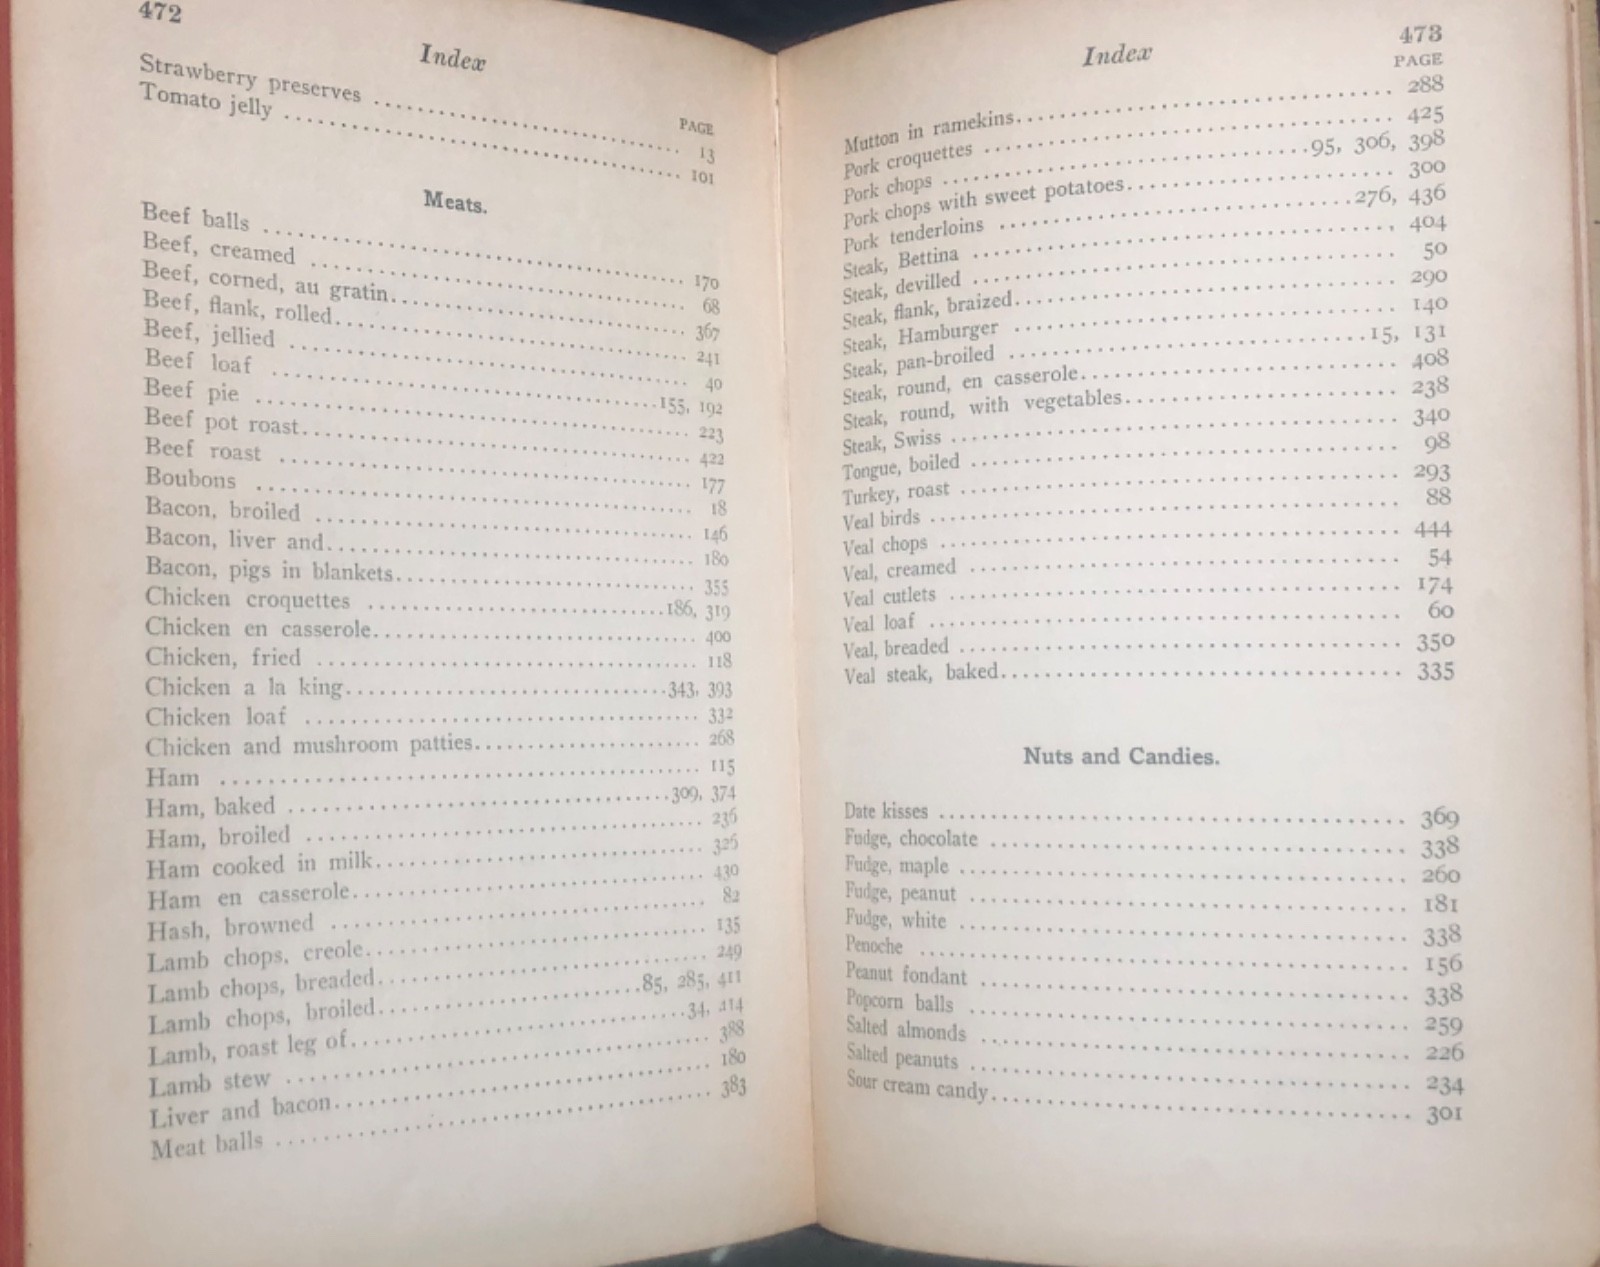 472
Index
PAGE
Strawberry preserves ........ 13
Tomato jelly ........ 101
Meats.
Beef balls ........ 170
Beef, creamed ........ 68
Beef, corned, au gratin ........ 367
Beef, flank, rolled ........ 241
Beef, jellied ........ 40
Beef loaf ........ 155, 192
Beef pie ........ 223
Beef pot roast ........ 422
Beef roast ........ 177
Boubons ........ 18
Bacon, broiled ........ 146
Bacon, liver and ........ 180
Bacon, pigs in blankets ........ 355
Chicken croquettes ........ 186, 319
Chicken en casserole ........ 400
Chicken, fried ........ 118
Chicken a la king ........ 343, 393
Chicken loaf ........ 332
Chicken and mushroom patties ........ 268
Ham ........ 115
Ham, baked ........ 309, 374
Ham, broiled ........ 236
Ham cooked in milk ........ 326
Ham en casserole ........ 430
Hash, browned ........ 82
Lamb chops, creole ........ 135
Lamb chops, breaded ........ 249
Lamb chops, broiled ........ 85, 285, 411
Lamb, roast leg of ........ 34,
Lamb stew ........ 388
Liver and bacon ........ 180
Meat balls ........ 383
Index
473
PAGE
Mutton in ramekins ........ 288
Pork croquettes ........ 425
Pork chops ........ 95, 306, 398
Pork chops with sweet potatoes ........ 300
Pork tenderloins ........ 276, 436
Steak, Bettina ........ 404
Steak, devilled ........ 50
Steak, flank, braized ........ 290
Steak, Hamburger ........ 140
Steak, pan-broiled ........ 15, 131
Steak, round, en casserole ........ 408
Steak, round, with vegetables ........ 238
Steak, Swiss ........ 340
Tongue, boiled ........ 98
Turkey, roast ........ 293
Veal birds ........ 88
Veal chops ........ 444
Veal, creamed ........ 54
Veal cutlets ........ 174
Veal loaf ........ 60
Veal, breaded ........ 350
Veal steak, baked ........ 335
Nuts and Candies.
Date kisses ........ 369
Fudge, chocolate ........ 338
Fudge, maple ........ 260
Fudge, peanut ........ 181
Fudge, white ........ 338
Penoche ........ 156
Peanut fondant ........ 338
Popcorn balls ........ 259
Salted almonds ........ 226
Salted peanuts ........ 234
Sour cream candy ........ 301